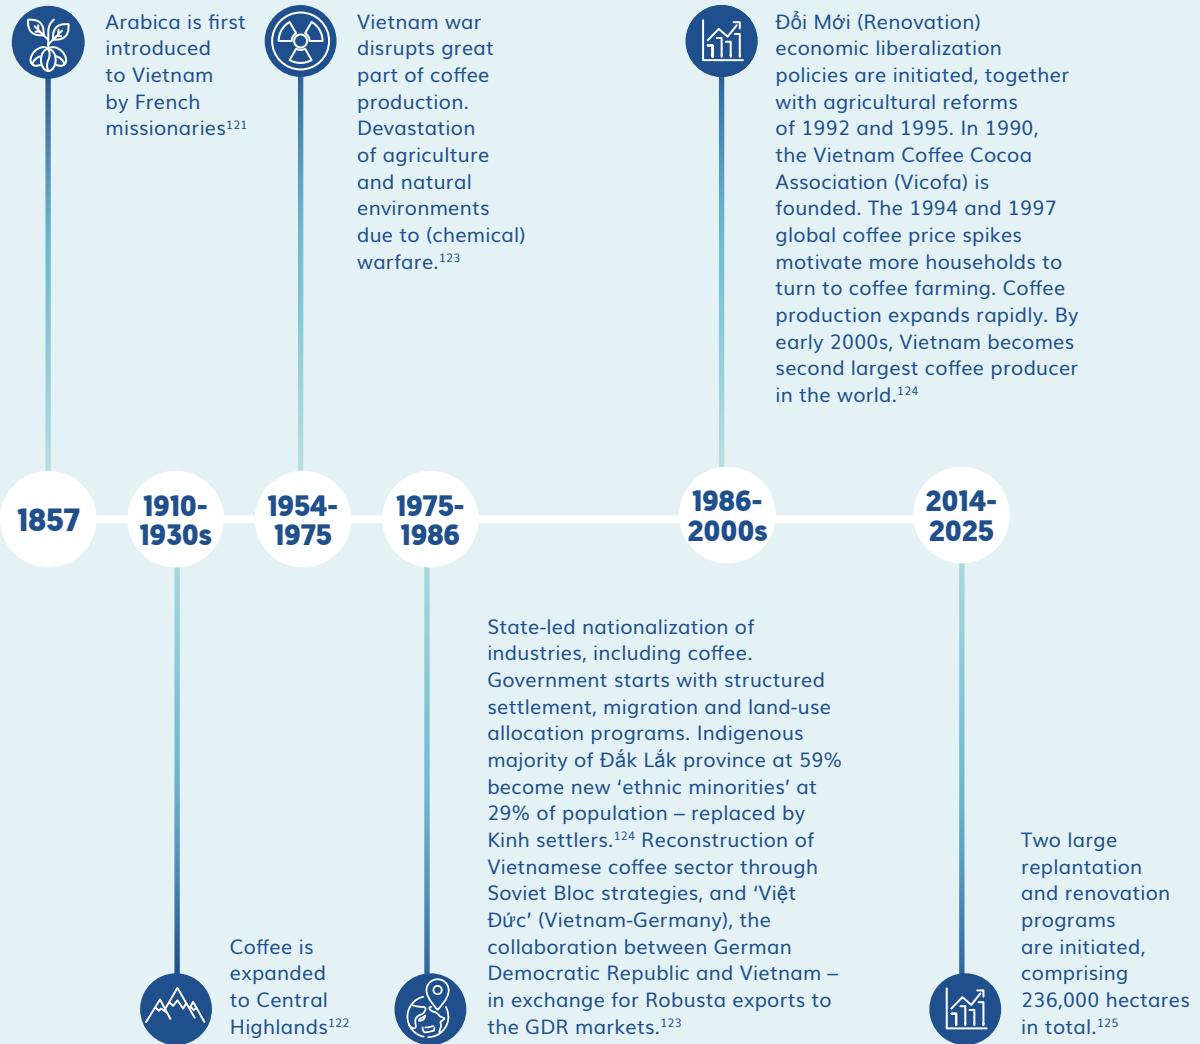 Arabica is first
introduced
to Vietnam
by French
missionaries121
Vietnam war
disrupts great
part of coffee
production.
Devastation
of agriculture
and natural
environments
due to (chemical)
warfare.123
Đổi Mới (Renovation)
economic liberalization
policies are initiated, together
with agricultural reforms
of 1992 and 1995. In 1990,
the Vietnam Coffee Cocoa
Association (Vicofa) is
founded. The 1994 and 1997
global coffee price spikes
motivate more households to
turn to coffee farming. Coffee
production expands rapidly. By
early 2000s, Vietnam becomes
second largest coffee producer
in the world.124
1857
1910-
1930s
1954-
1975
1975-
1986
1986-
2000s
2014-
2025
Coffee is
expanded
to Central
Highlands122
State-led nationalization of
industries, including coffee.
Government starts with structured
settlement, migration and land-use
allocation programs. Indigenous
majority of Đắk Lắk province at 59%
become new ‘ethnic minorities’ at
29% of population – replaced by
Kinh settlers.124 Reconstruction of
Vietnamese coffee sector through
Soviet Bloc strategies, and ‘Việt
Đức’ (Vietnam-Germany), the
collaboration between German
Democratic Republic and Vietnam –
in exchange for Robusta exports to
the GDR markets.123
Two large
replantation
and renovation
programs
are initiated,
comprising
236,000 hectares
in total.125